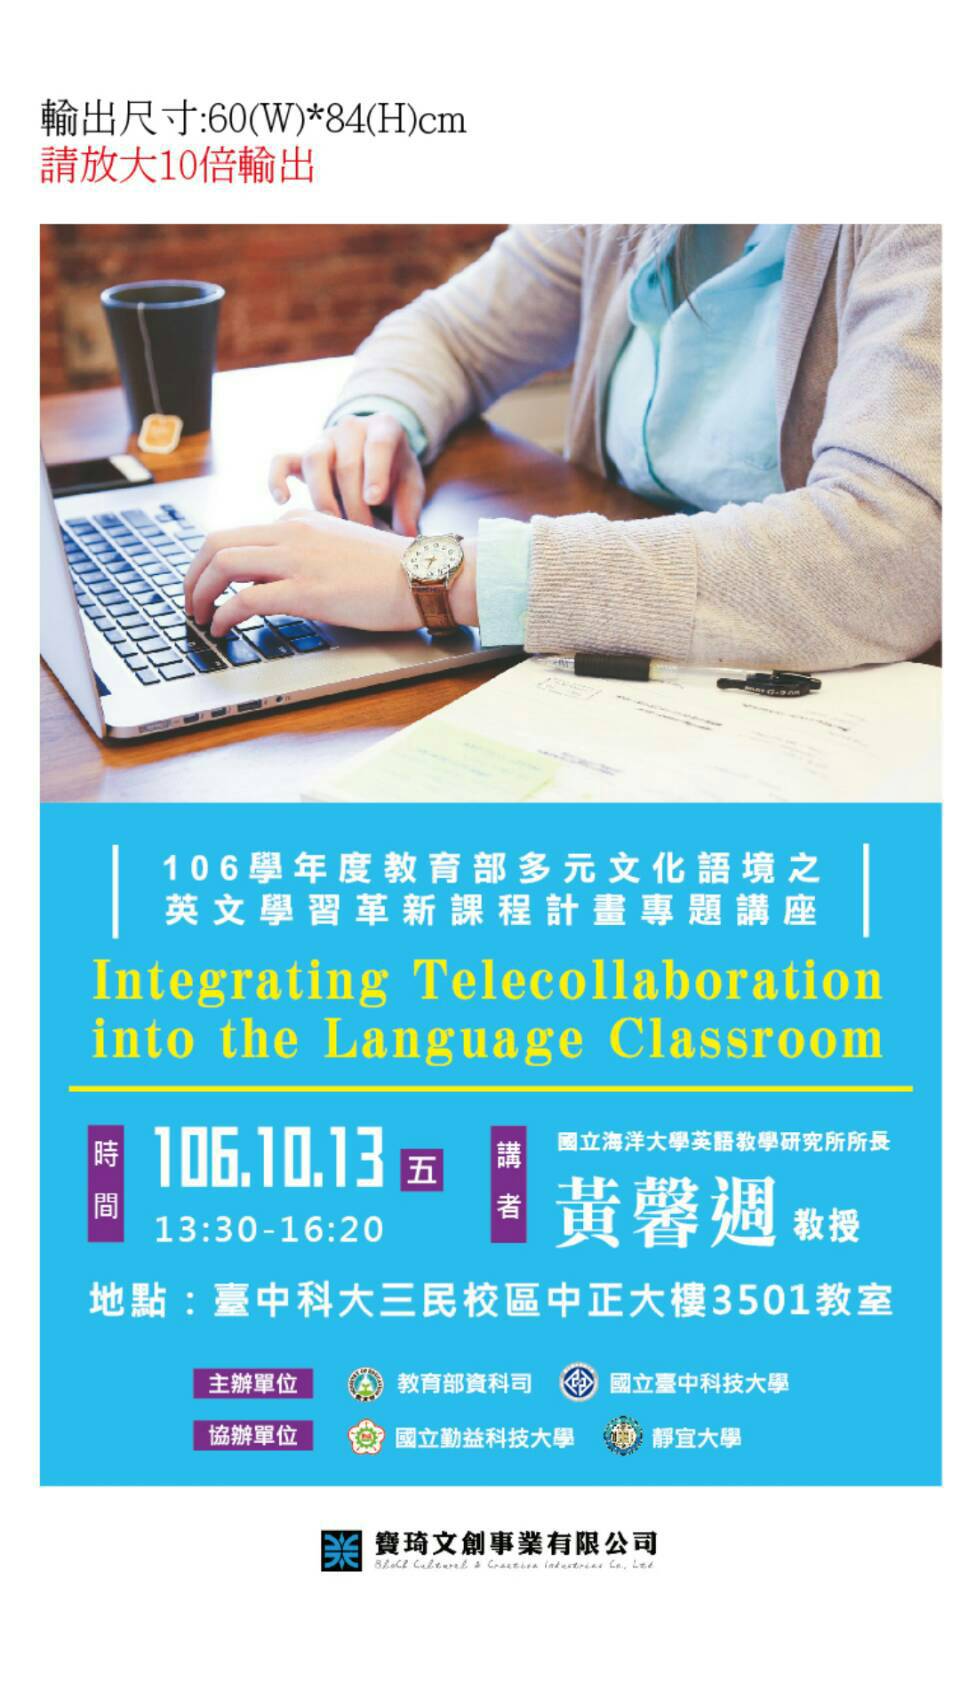 輸出尺寸:60(W)*84(H)cm
請放大10倍輸出
106學年度教育部多元文化語境之
英文學習革新課程計畫專題講座
Integrating Telecollaboration
into the Language Classroom
時間
106.10.13 五
13:30-16:20
講者
國立海洋大學英語教學研究所所長
黃馨週 教授
地點：臺中科大三民校區中正大樓3501教室
主辦單位 教育部資科司 國立臺中科技大學
協辦單位 國立勤益科技大學 靜宜大學
寶琦文創事業有限公司